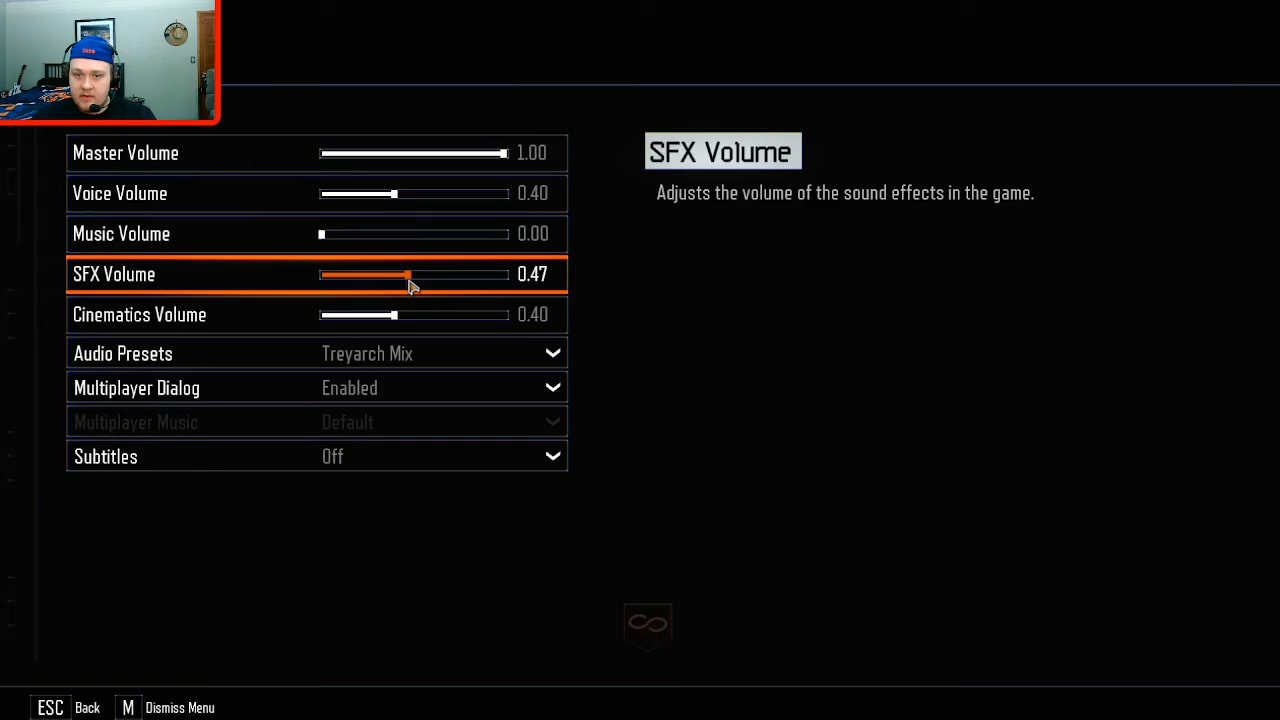 SFX Volume
Adjusts the volume of the sound effects in the game.
Master Volume 1.00
Voice Volume 0.40
Music Volume 0.00
SFX Volume 0.47
Cinematics Volume 0.40
Audio Presets Treyarch Mix
Multiplayer Dialog Enabled
Multiplayer Music Default
Subtitles Off
ESC Back M Dismiss Menu